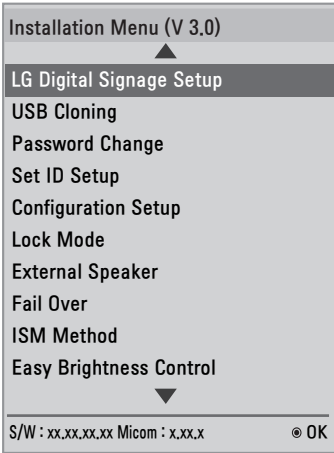 Installation Menu (V 3.0)
LG Digital Signage Setup
USB Cloning
Password Change
Set ID Setup
Configuration Setup
Lock Mode
External Speaker
Fail Over
ISM Method
Easy Brightness Control
S/W : xx.xx.xx.xx Micom : x.xx.x ◉ OK